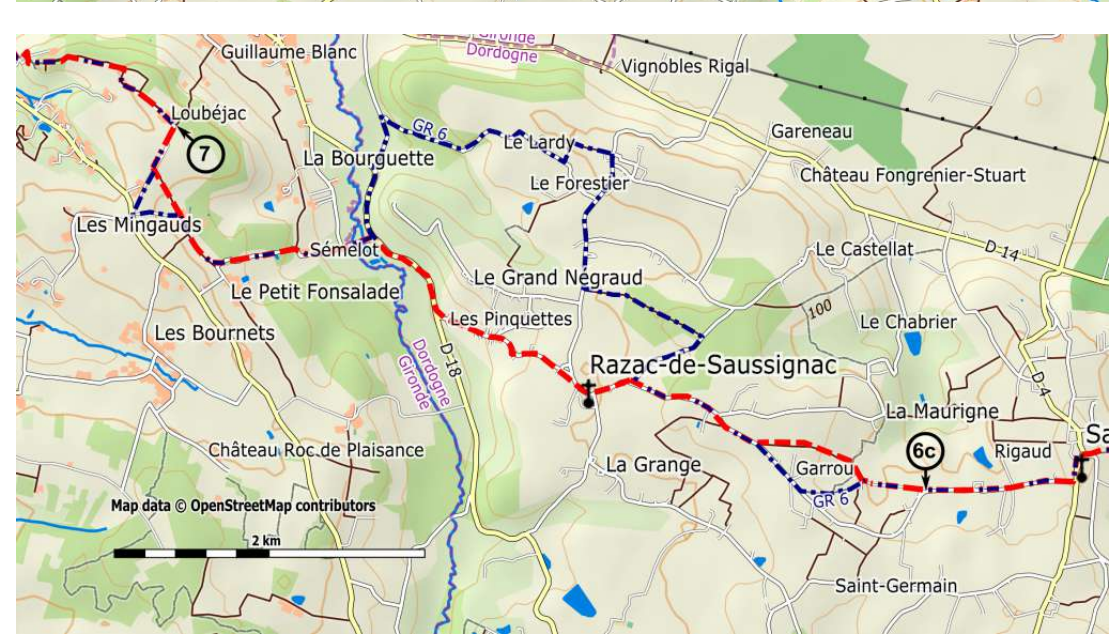 Gironde
Dordogne
Guillaume Blanc
Vignobles Rigal
Loubéjac
7
GR 6
Le Lardy
Gareneau
La Bourguette
Le Forestier
Château Fongrenier-Stuart
Les Mingauds
Sémelot
Le Castellat
D 14
Le Grand Négraud
Le Petit Fonsalade
100
Les Pinquettes
Le Chabrier
Les Bournets
D-18
Dordogne
Gironde
Razac-de-Saussignac
D-4
La Maurigne
Sa
Château Roc de Plaisance
6c
Rigaud
La Grange
Garrou
GR 6
Map data © OpenStreetMap contributors
2 km
Saint-Germain